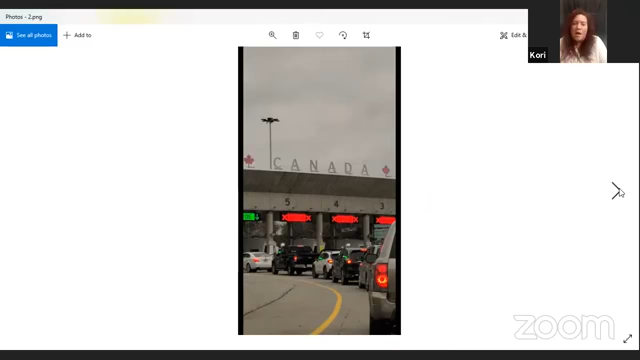 Photos - 2.png
See all photos
Add to
Edit &
Kori
CANADA
5
4
3
zoom